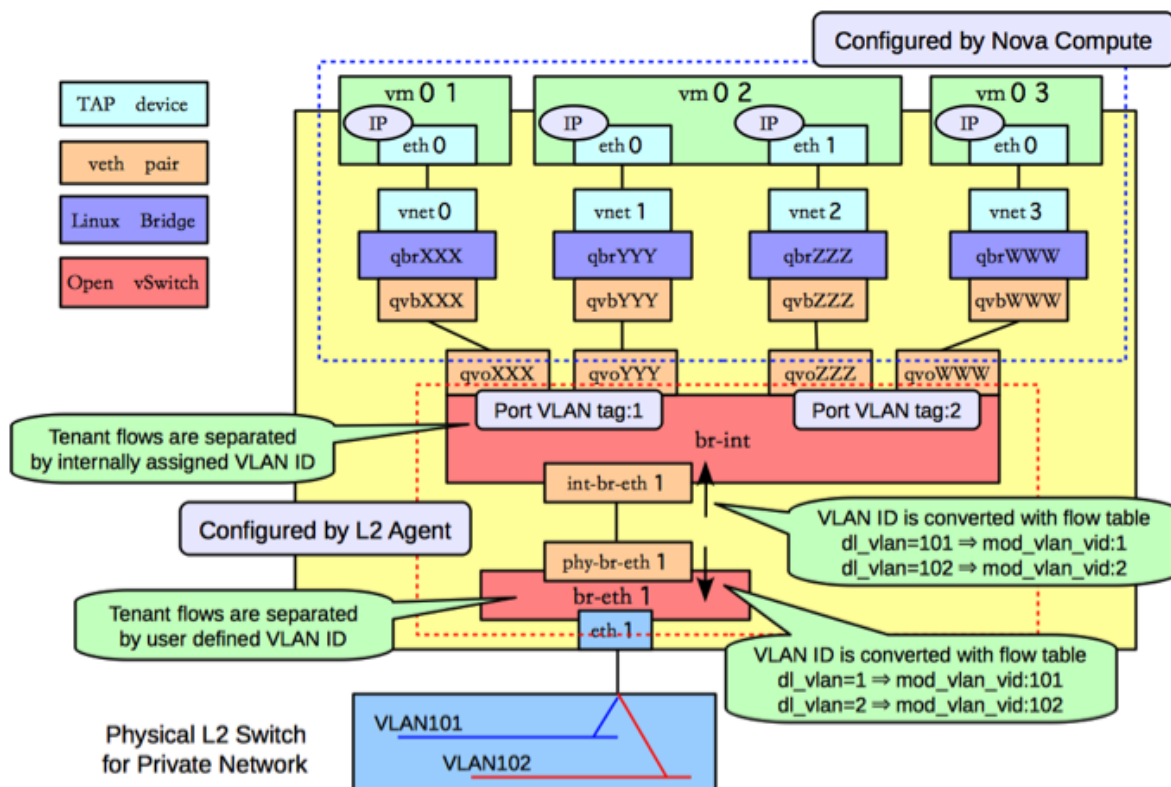 Configured by Nova Compute
TAP device
veth pair
Linux Bridge
Open vSwitch
vm 0 1
vm 0 2
vm 0 3
IP
IP
IP
IP
eth 0
eth 0
eth 1
eth 0
vnet 0
vnet 1
vnet 2
vnet 3
qbrXXX
qbrYYY
qbrZZZ
qbrWWW
qvbXXX
qvbYYY
qvbZZZ
qvbWWW
qvoXXX
qvoYYY
qvoZZZ
qvoWWW
Port VLAN tag:1
Port VLAN tag:2
br-int
Tenant flows are separated
by internally assigned VLAN ID
int-br-eth 1
Configured by L2 Agent
VLAN ID is converted with flow table
dl_vlan=101 ⇒ mod_vlan_vid:1
dl_vlan=102 ⇒ mod_vlan_vid:2
phy-br-eth 1
br-eth 1
Tenant flows are separated
by user defined VLAN ID
eth 1
VLAN ID is converted with flow table
dl_vlan=1 ⇒ mod_vlan_vid:101
dl_vlan=2 ⇒ mod_vlan_vid:102
Physical L2 Switch
for Private Network
VLAN101
VLAN102